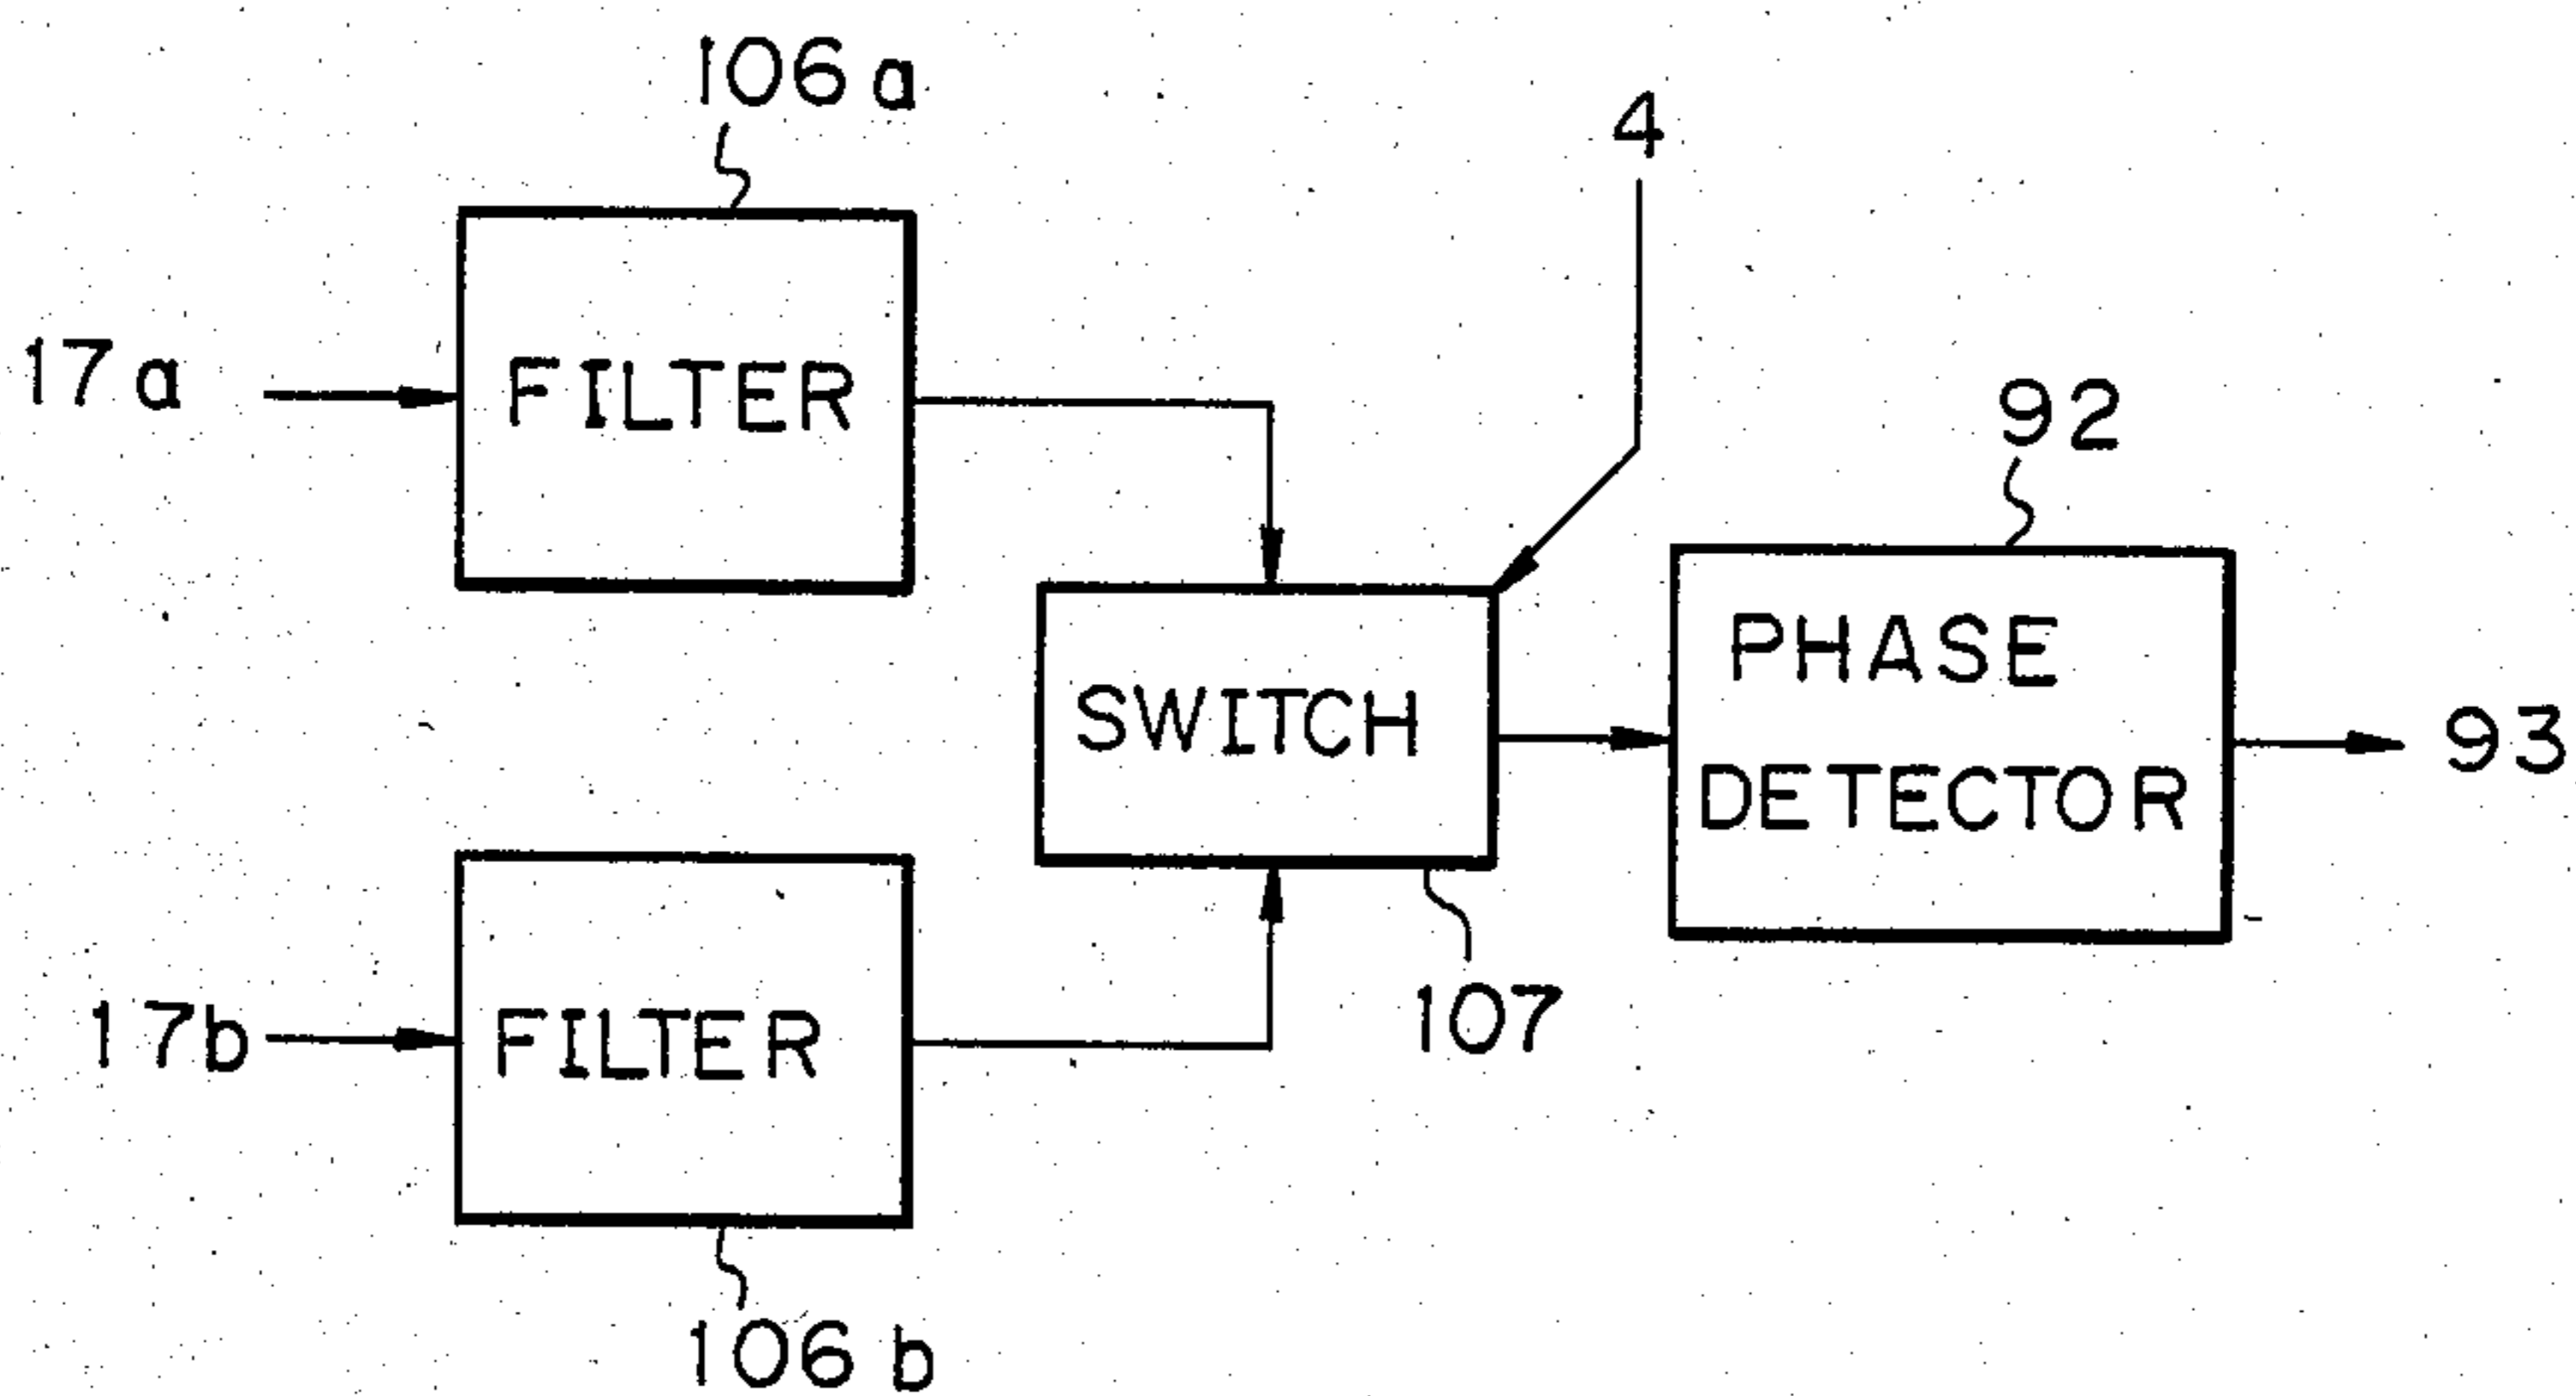 106a
4
17a
FILTER
92
PHASE
DETECTOR
SWITCH
93
17b
FILTER
107
106b